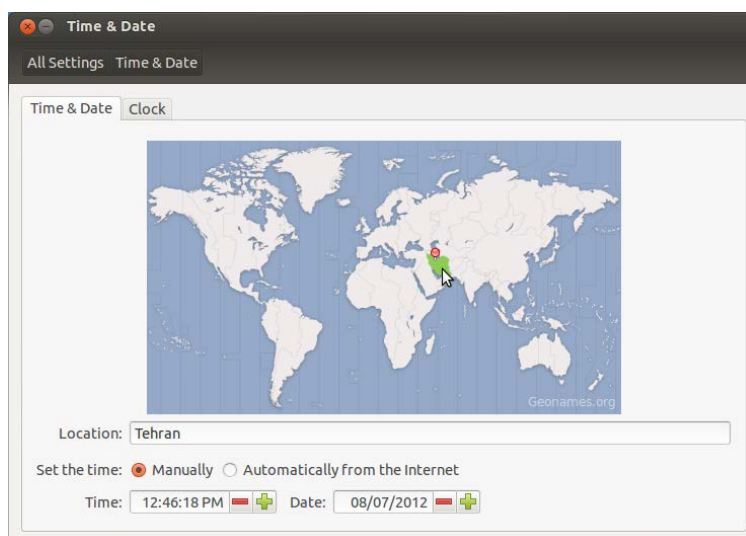 Time & Date
All Settings Time & Date
Time & Date Clock
Geonames.org
Location: Tehran
Set the time: Manually Automatically from the Internet
Time: 12:46:18 PM Date: 08/07/2012